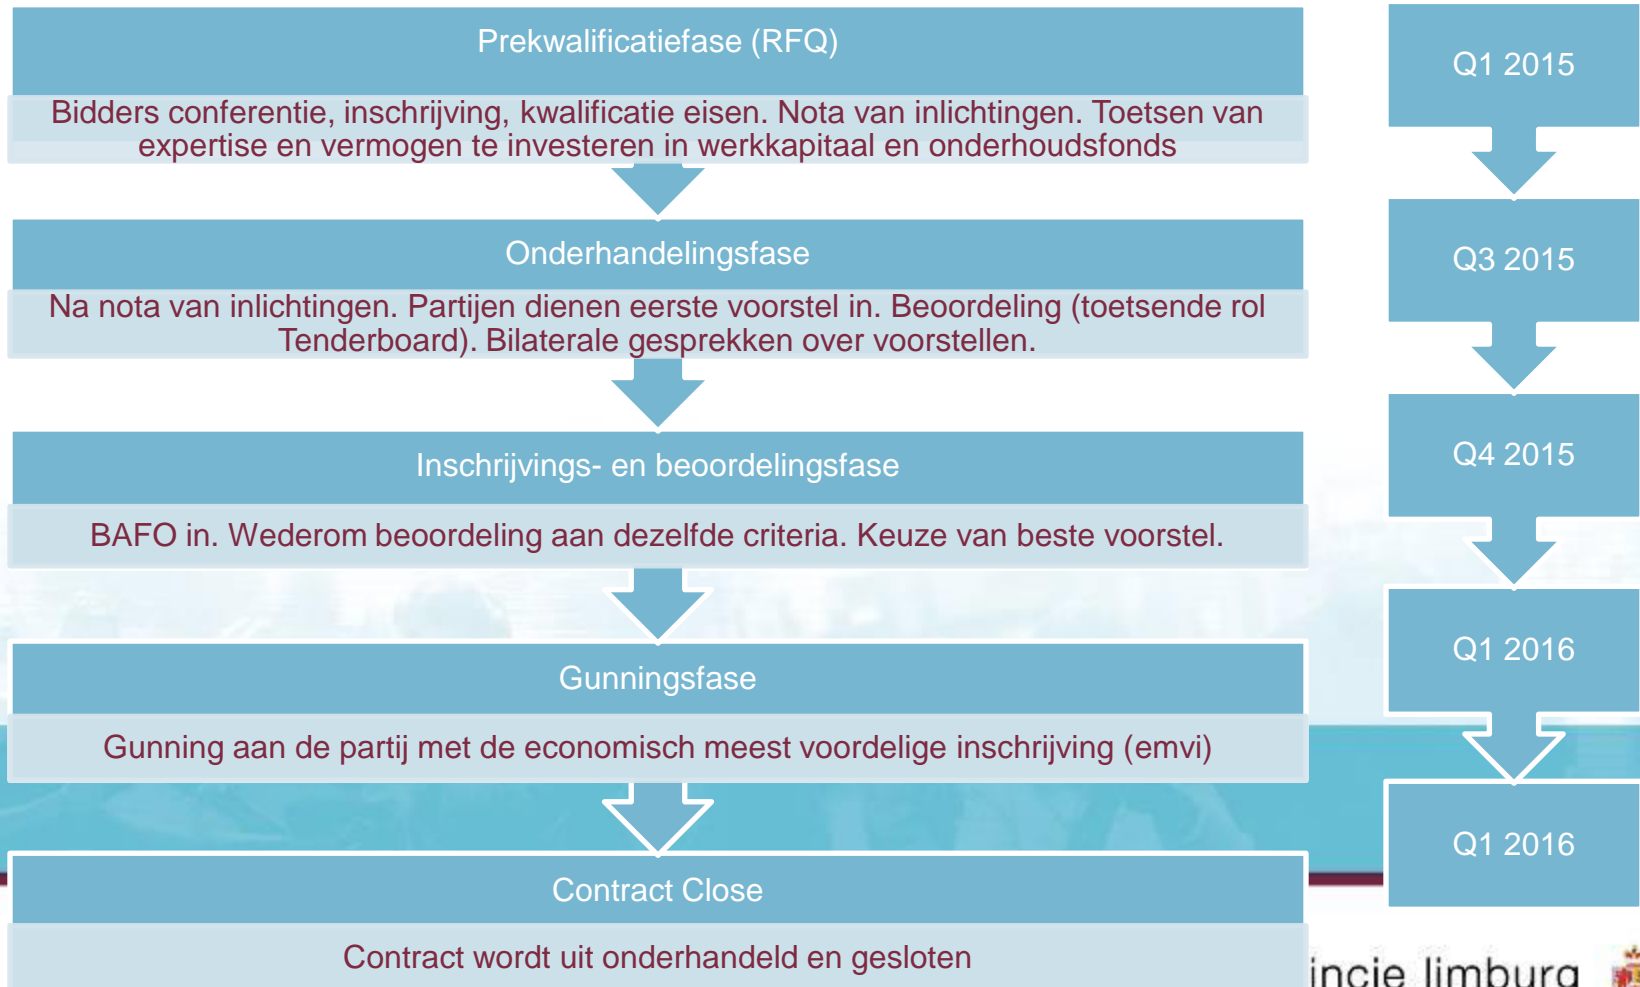 Prekwalificatiefase (RFQ)
Bidders conferentie, inschrijving, kwalificatie eisen. Nota van inlichtingen. Toetsen van
expertise en vermogen te investeren in werkkapitaal en onderhoudsfonds
Q1 2015
Onderhandelingsfase
Na nota van inlichtingen. Partijen dienen eerste voorstel in. Beoordeling (toetsende rol
Tenderboard). Bilaterale gesprekken over voorstellen.
Q3 2015
Inschrijvings- en beoordelingsfase
BAFO in. Wederom beoordeling aan dezelfde criteria. Keuze van beste voorstel.
Q4 2015
Gunningsfase
Gunning aan de partij met de economisch meest voordelige inschrijving (emvi)
Q1 2016
Contract Close
Contract wordt uit onderhandeld en gesloten
Q1 2016
incie limburg